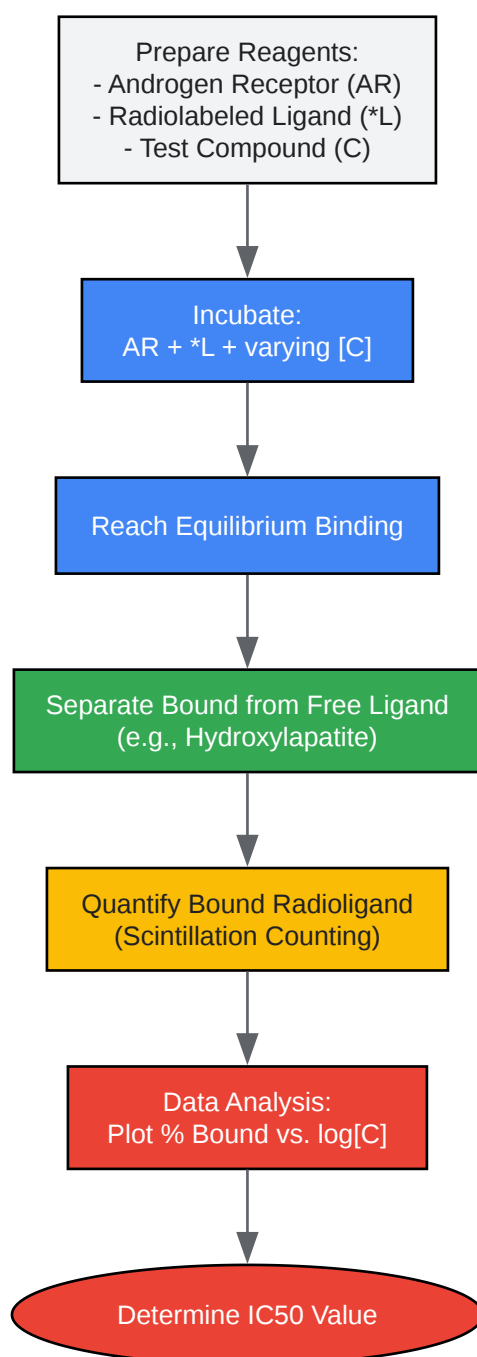 Prepare Reagents:
- Androgen Receptor (AR)
- Radiolabeled Ligand (*L)
- Test Compound (C)
Incubate:
AR + *L + varying [C]
Reach Equilibrium Binding
Separate Bound from Free Ligand
(e.g., Hydroxylapatite)
Quantify Bound Radioligand
(Scintillation Counting)
Data Analysis:
Plot % Bound vs. log[C]
Determine IC50 Value